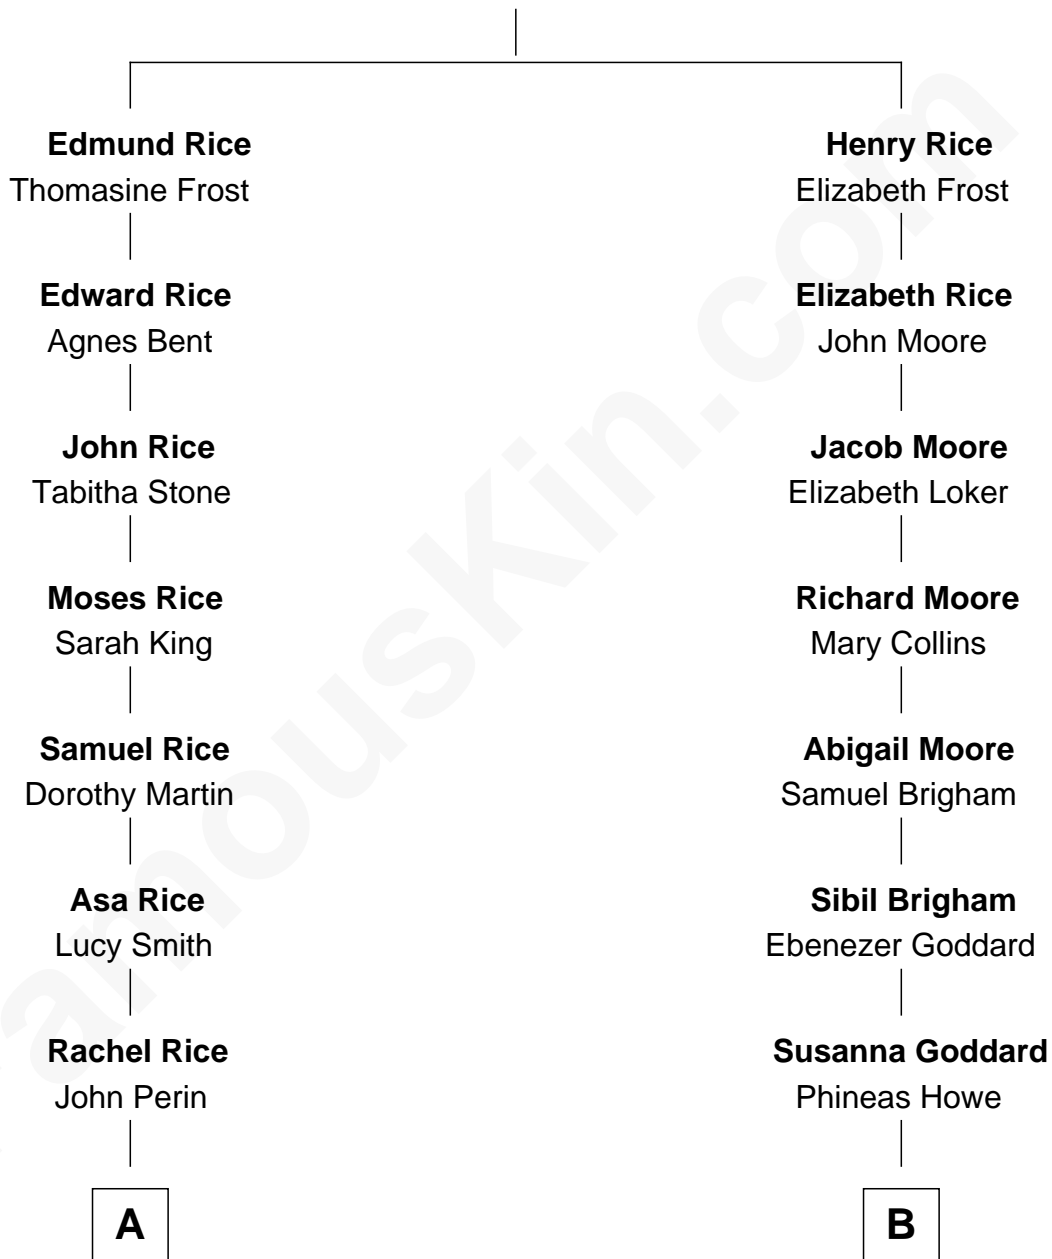 Edmund Rice
Thomasine Frost
Edward Rice
Agnes Bent
John Rice
Tabitha Stone
Moses Rice
Sarah King
Samuel Rice
Dorothy Martin
Asa Rice
Lucy Smith
Rachel Rice
John Perin
A
Henry Rice
Elizabeth Frost
Elizabeth Rice
John Moore
Jacob Moore
Elizabeth Loker
Richard Moore
Mary Collins
Abigail Moore
Samuel Brigham
Sibil Brigham
Ebenezer Goddard
Susanna Goddard
Phineas Howe
B
amouskin.com